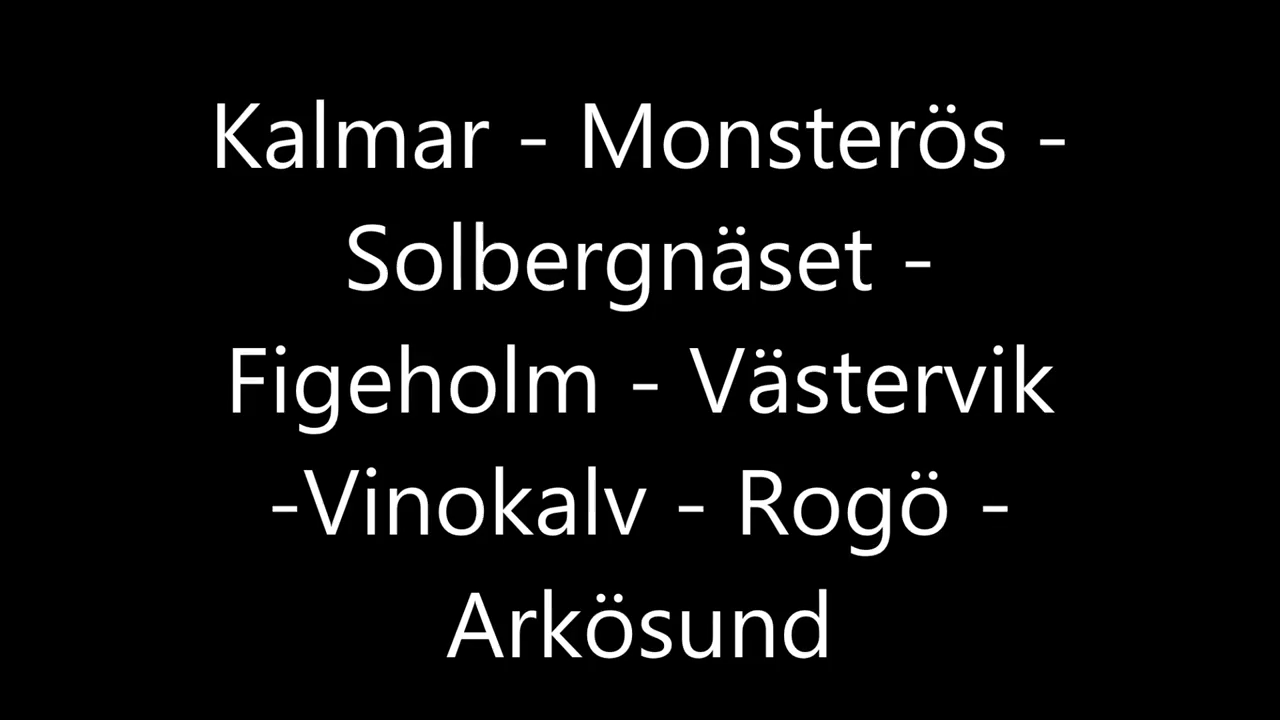 Kalmar - Monsterös -
Solbergnäset -
Figeholm - Västervik
-Vinokalv - Rogö -
Arkösund